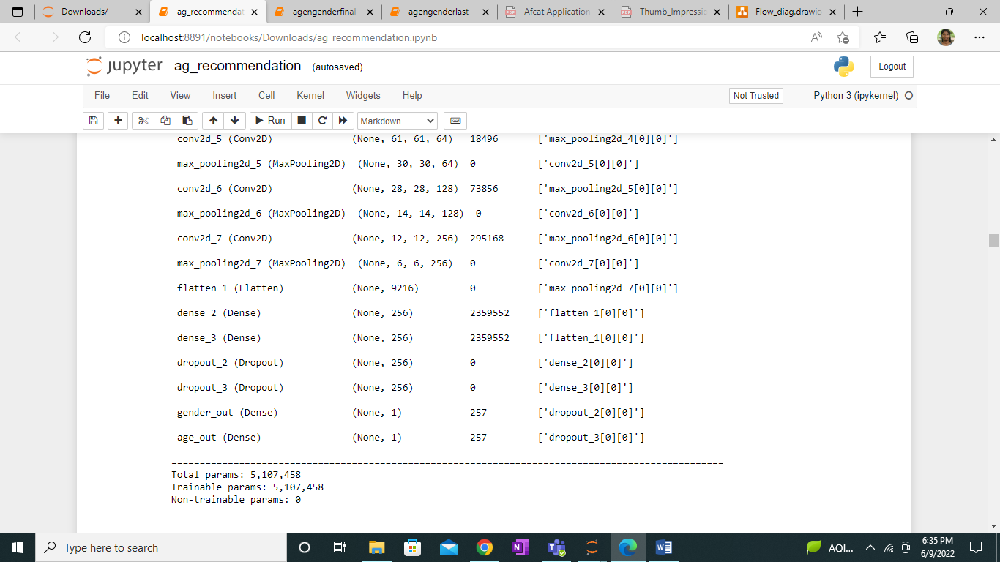 Downloads/
ag_recommendat
agengenderfinal -
agengenderlast -
Afcat Application
Thumb_Impressio
Flow_diag.drawio
localhost:8891/notebooks/Downloads/ag_recommendation.ipynb
jupyter ag_recommendation (autosaved)
Logout
File Edit View Insert Cell Kernel Widgets Help
Not Trusted
Python 3 (ipykernel)
Run
Markdown
conv2d_5 (Conv2D) (None, 61, 61, 64) 18496 ['max_pooling2d_4[0][0]']
max_pooling2d_5 (MaxPooling2D) (None, 30, 30, 64) 0 ['conv2d_5[0][0]']
conv2d_6 (Conv2D) (None, 28, 28, 128) 73856 ['max_pooling2d_5[0][0]']
max_pooling2d_6 (MaxPooling2D) (None, 14, 14, 128) 0 ['conv2d_6[0][0]']
conv2d_7 (Conv2D) (None, 12, 12, 256) 295168 ['max_pooling2d_6[0][0]']
max_pooling2d_7 (MaxPooling2D) (None, 6, 6, 256) 0 ['conv2d_7[0][0]']
flatten_1 (Flatten) (None, 9216) 0 ['max_pooling2d_7[0][0]']
dense_2 (Dense) (None, 256) 2359552 ['flatten_1[0][0]']
dense_3 (Dense) (None, 256) 2359552 ['flatten_1[0][0]']
dropout_2 (Dropout) (None, 256) 0 ['dense_2[0][0]']
dropout_3 (Dropout) (None, 256) 0 ['dense_3[0][0]']
gender_out (Dense) (None, 1) 257 ['dropout_2[0][0]']
age_out (Dense) (None, 1) 257 ['dropout_3[0][0]']
==================================================================================================
Total params: 5,107,458
Trainable params: 5,107,458
Non-trainable params: 0
__________________________________________________________________________________________________
Type here to search
AQI...
6:35 PM
6/9/2022